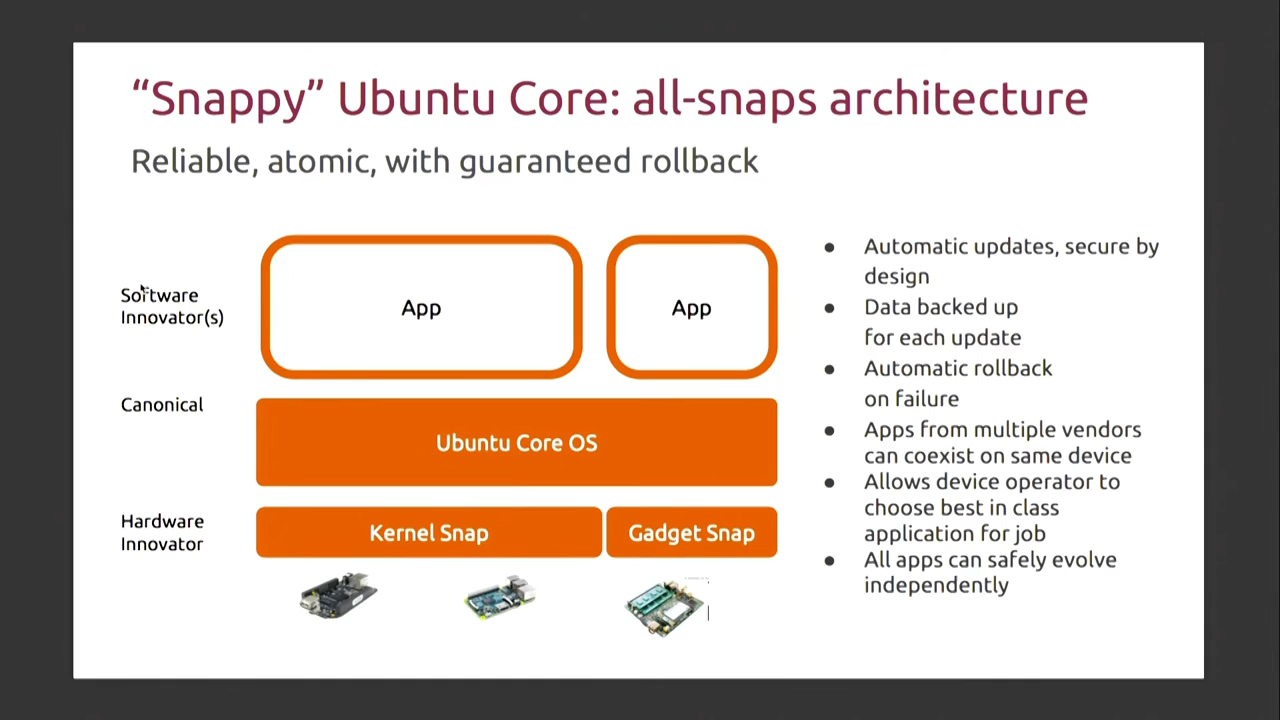 “Snappy” Ubuntu Core: all-snaps architecture
Reliable, atomic, with guaranteed rollback
Software
Innovator(s)
App
App
Canonical
Ubuntu Core OS
Hardware
Innovator
Kernel Snap
Gadget Snap
● Automatic updates, secure by
design
● Data backed up
for each update
● Automatic rollback
on failure
● Apps from multiple vendors
can coexist on same device
● Allows device operator to
choose best in class
application for job
● All apps can safely evolve
independently